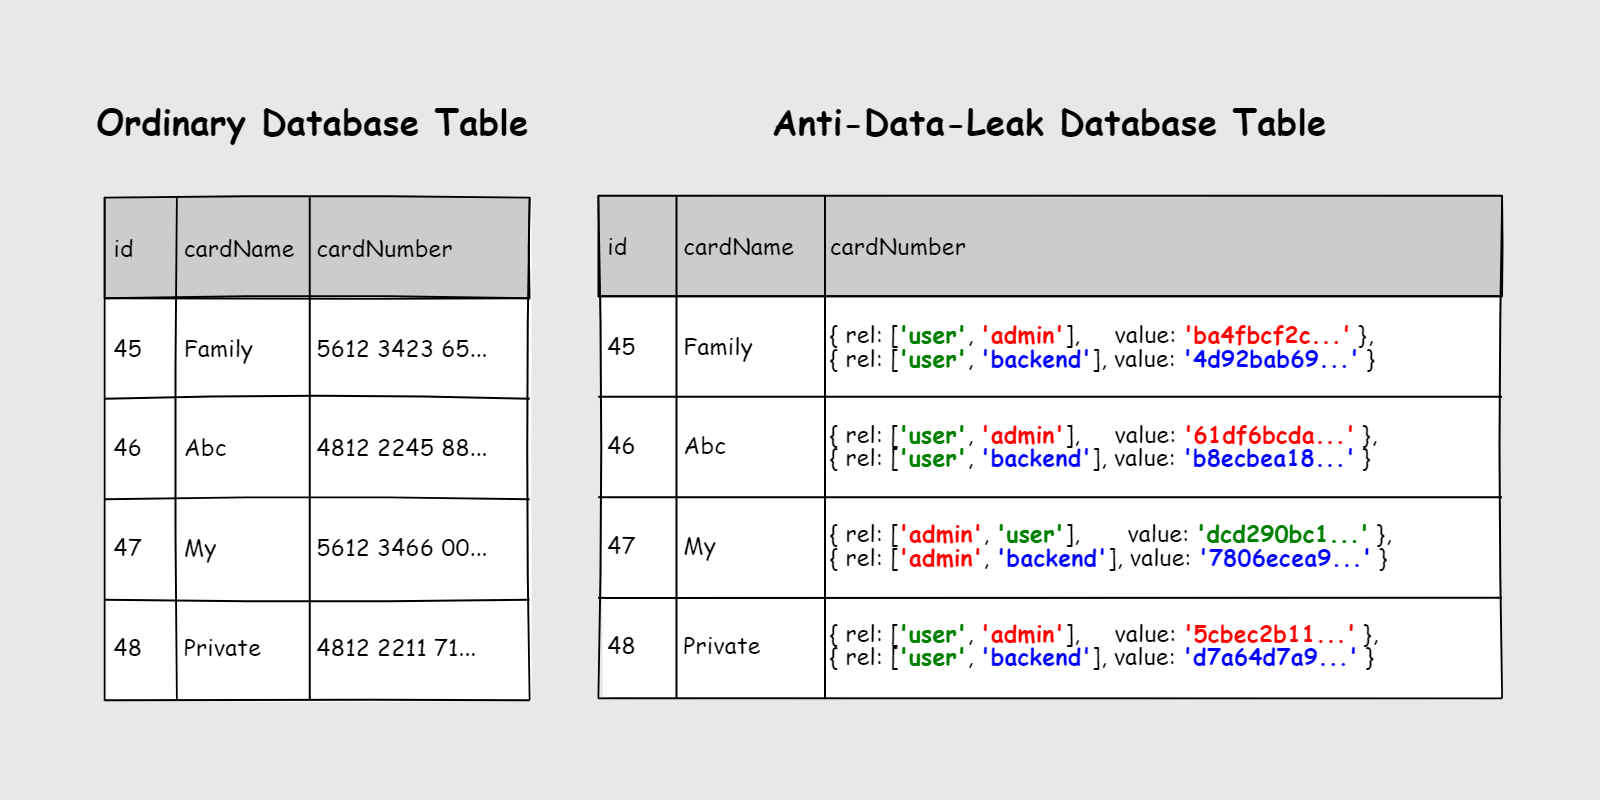 Ordinary Database Table
id cardName cardNumber
45 Family 5612 3423 65...
46 Abc 4812 2245 88...
47 My 5612 3466 00...
48 Private 4812 2211 71...
Anti-Data-Leak Database Table
id cardName cardNumber
45 Family { rel: ['user', 'admin'], value: 'ba4fbcf2c...' },
{ rel: ['user', 'backend'], value: '4d92bab69...' }
46 Abc { rel: ['user', 'admin'], value: '61df6bcda...' },
{ rel: ['user', 'backend'], value: 'b8ecbea18...' }
47 My { rel: ['admin', 'user'], value: 'dcd290bc1...' },
{ rel: ['admin', 'backend'], value: '7806ecea9...' }
48 Private { rel: ['user', 'admin'], value: '5cbec2b11...' },
{ rel: ['user', 'backend'], value: 'd7a64d7a9...' }